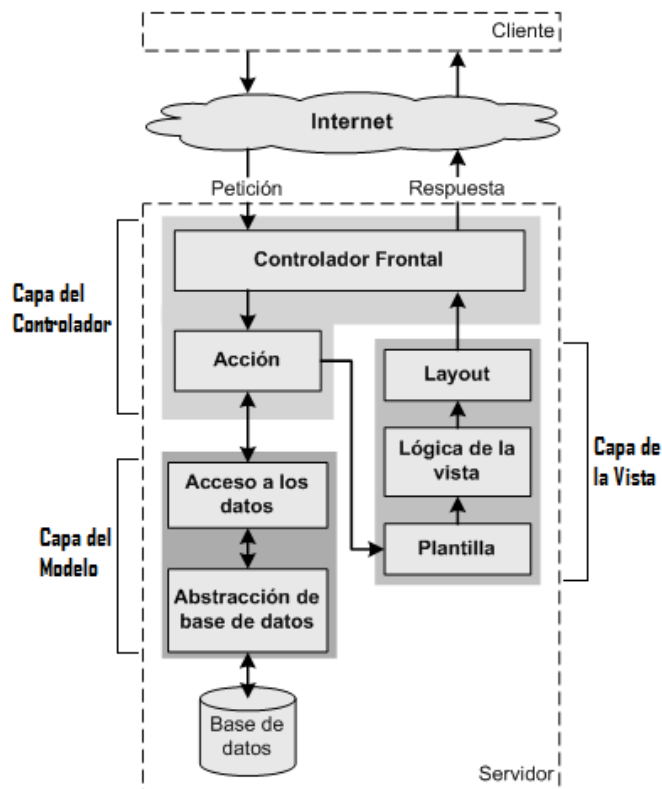 Cliente
Internet
Petición
Respuesta
Controlador Frontal
Capa del
Controlador
Acción
Layout
Lógica de la
vista
Plantilla
Capa de
la Vista
Acceso a los
datos
Capa del
Modelo
Abstracción de
base de datos
Base de
datos
Servidor